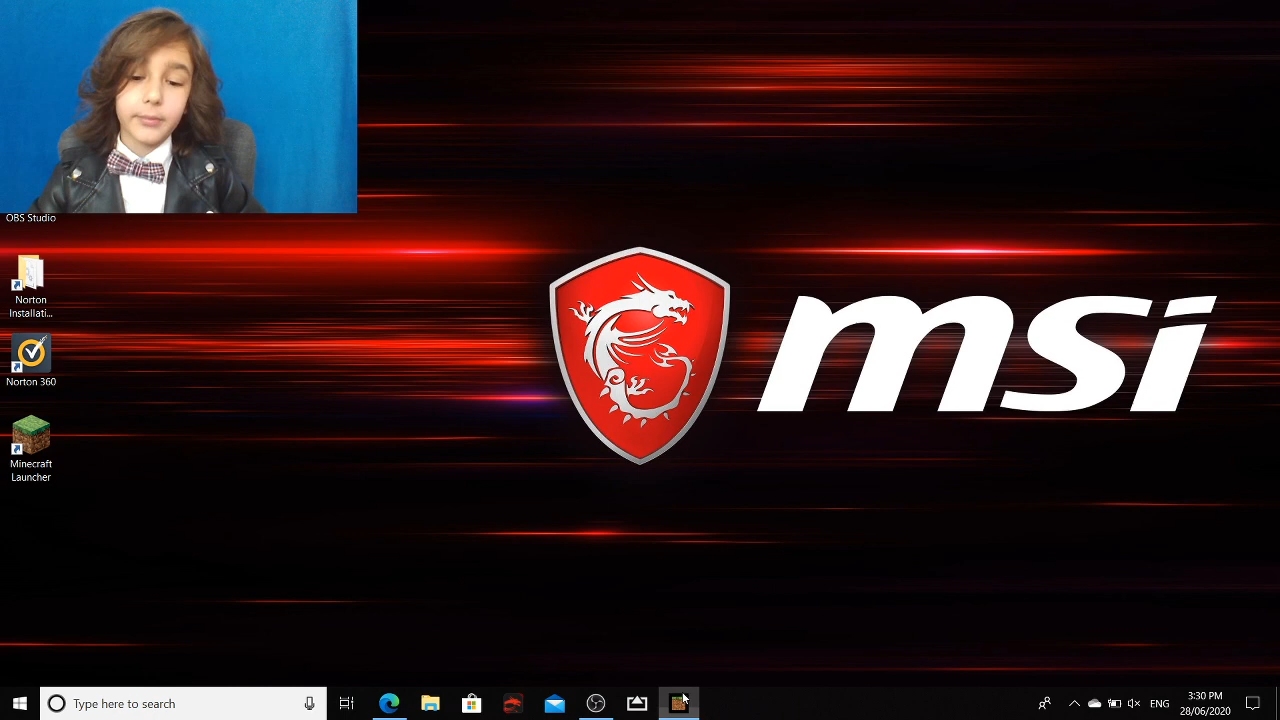 OBS Studio
Norton
Installati...
Norton 360
Minecraft
Launcher
msi
Type here to search
ENG
3:30 PM
28/06/2020